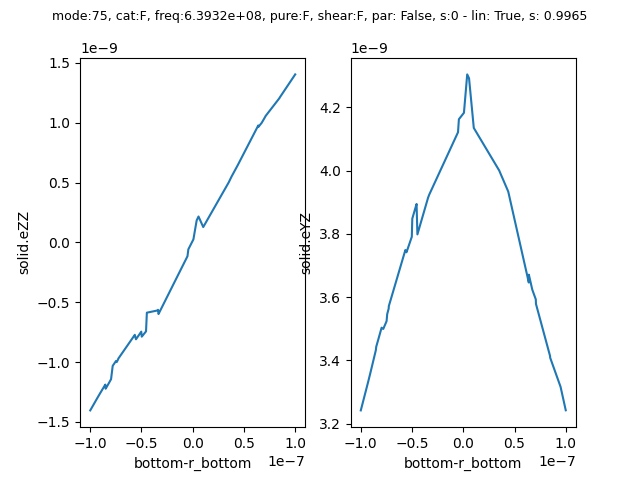 mode:75, cat:F, freq:6.3932e+08, pure:F, shear:F, par: False, s:0 - lin: True, s: 0.9965
1e−9
1e−9
1.5
1.0
0.5
0.0
−0.5
−1.0
−1.5
solid.eZZ
−1.0
−0.5
0.0
0.5
1.0
bottom-r_bottom
1e−7
4.2
4.0
3.8
3.6
3.4
3.2
solid.eYZ
−1.0
−0.5
0.0
0.5
1.0
bottom-r_bottom
1e−7